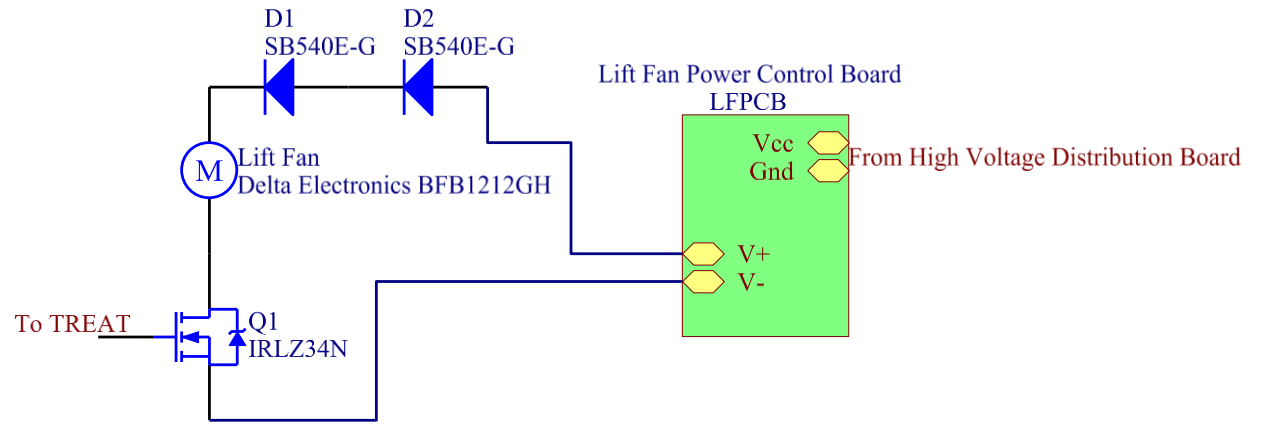 D1
SB540E-G
D2
SB540E-G
Lift Fan Power Control Board
LFPCB
Vcc
Gnd
From High Voltage Distribution Board
M
Lift Fan
Delta Electronics BFB1212GH
V+
V-
To TREAT
Q1
IRLZ34N